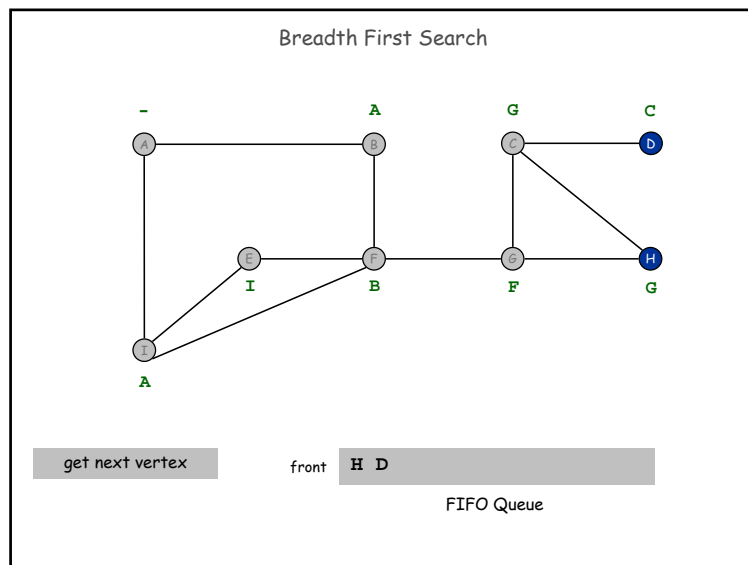 Breadth First Search
- A G C
A B C D
E F G H
I B F G
I
A
get next vertex front H D
FIFO Queue